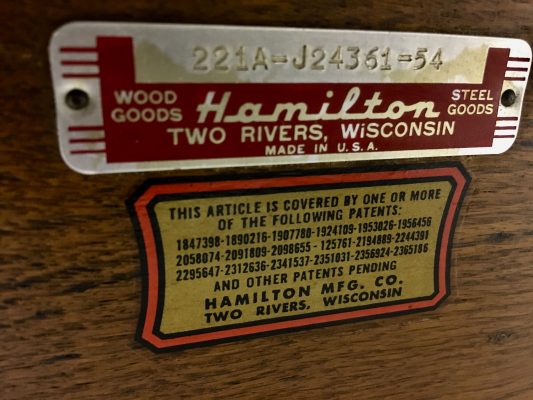 221A-J24361-54
WOOD GOODS Hamilton STEEL GOODS
TWO RIVERS, WISCONSIN
MADE IN U.S.A.
THIS ARTICLE IS COVERED BY ONE OR MORE
OF THE FOLLOWING PATENTS:
1847398-1890216-1907780-1924109-1953026-1956456
2058074-2091809-2098655-125761-2194889-2244391
2295647-2312636-2341537-2351031-2356924-2365186
AND OTHER PATENTS PENDING
HAMILTON MFG. CO.
TWO RIVERS, WISCONSIN